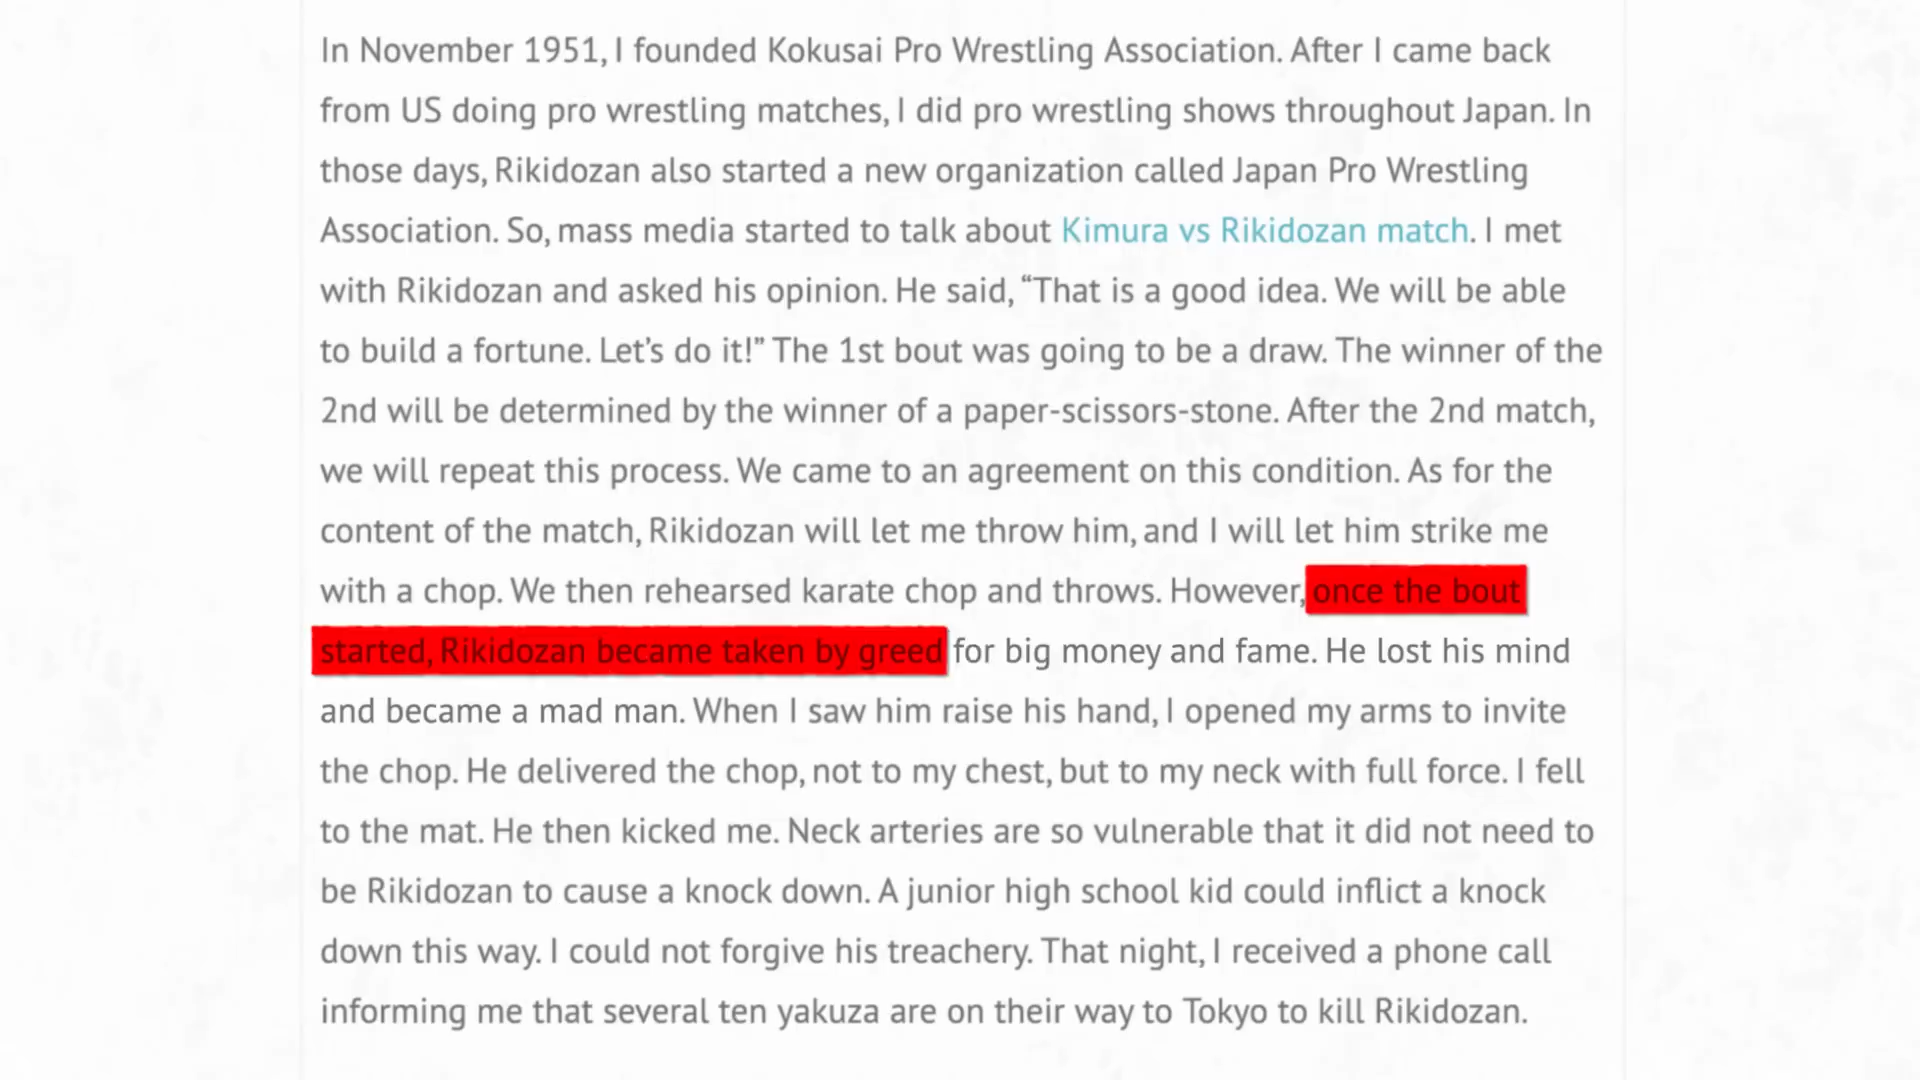 In November 1951, I founded Kokusai Pro Wrestling Association. After I came back
from US doing pro wrestling matches, I did pro wrestling shows throughout Japan. In
those days, Rikidozan also started a new organization called Japan Pro Wrestling
Association. So, mass media started to talk about Kimura vs Rikidozan match. I met
with Rikidozan and asked his opinion. He said, “That is a good idea. We will be able
to build a fortune. Let’s do it!” The 1st bout was going to be a draw. The winner of the
2nd will be determined by the winner of a paper-scissors-stone. After the 2nd match,
we will repeat this process. We came to an agreement on this condition. As for the
content of the match, Rikidozan will let me throw him, and I will let him strike me
with a chop. We then rehearsed karate chop and throws. However, once the bout
started, Rikidozan became taken by greed for big money and fame. He lost his mind
and became a mad man. When I saw him raise his hand, I opened my arms to invite
the chop. He delivered the chop, not to my chest, but to my neck with full force. I fell
to the mat. He then kicked me. Neck arteries are so vulnerable that it did not need to
be Rikidozan to cause a knock down. A junior high school kid could inflict a knock
down this way. I could not forgive his treachery. That night, I received a phone call
informing me that several ten yakuza are on their way to Tokyo to kill Rikidozan.